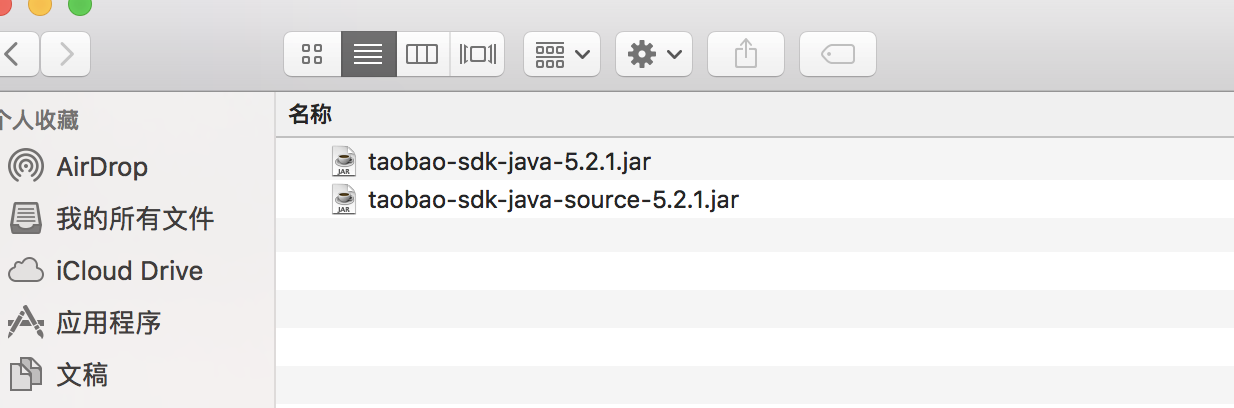 名称
个人收藏
AirDrop
我的所有文件
iCloud Drive
应用程序
文稿
JAR taobao-sdk-java-5.2.1.jar
JAR taobao-sdk-java-source-5.2.1.jar